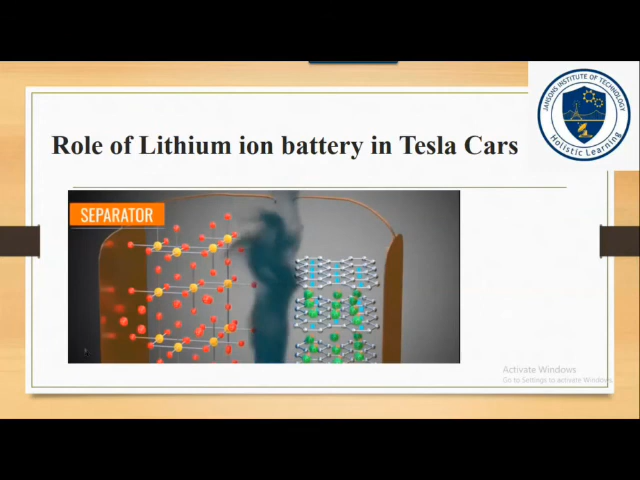 JANSONS INSTITUTE OF TECHNOLOGY
Holistic Learning
Role of Lithium ion battery in Tesla Cars
SEPARATOR
Activate Windows
Go to Settings to activate Windows.